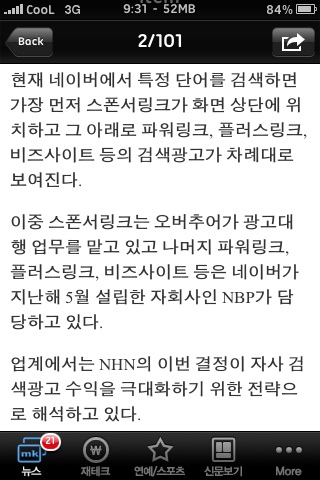 CooL 3G 9:31 - 52MB 84%
Back 2/101
현재 네이버에서 특정 단어를 검색하면
가장 먼저 스폰서링크가 화면 상단에 위
치하고 그 아래로 파워링크, 플러스링크,
비즈사이트 등의 검색광고가 차례대로
보여진다.
이중 스폰서링크는 오버추어가 광고대
행 업무를 맡고 있고 나머지 파워링크,
플러스링크, 비즈사이트 등은 네이버가
지난해 5월 설립한 자회사인 NBP가 담
당하고 있다.
업계에서는 NHN의 이번 결정이 자사 검
색광고 수익을 극대화하기 위한 전략으
로 해석하고 있다.
mk 21
뉴스 재테크 연예/스포츠 신문보기 More